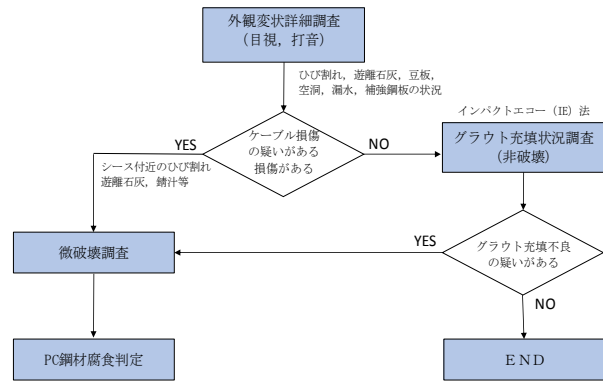 外観変状詳細調査
（目視，打音）
ひび割れ，遊離石灰，豆板，
空洞，漏水，補強鋼板の状況
インパクトエコー（IE）法
YES
ケーブル損傷
の疑いがある
損傷がある
NO
グラウト充填状況調査
（非破壊）
シース付近のひび割れ
遊離石灰，錆汁等
微破壊調査
YES
グラウト充填不良
の疑いがある
NO
PC鋼材腐食判定
ＥＮＤ